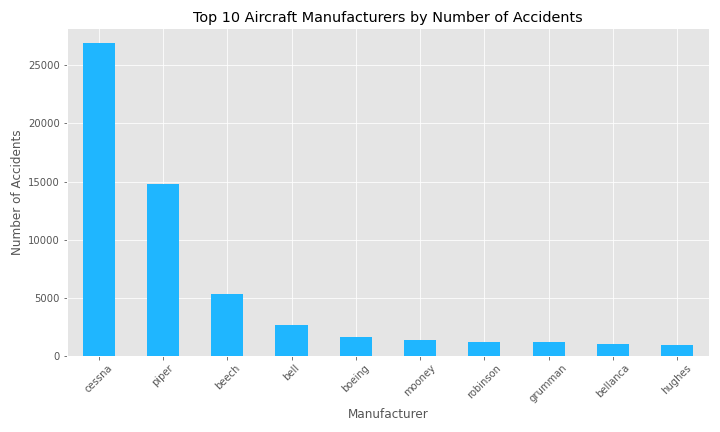 Top 10 Aircraft Manufacturers by Number of Accidents
Number of Accidents
25000
20000
15000
10000
5000
0
cessna
piper
beech
bell
boeing
mooney
robinson
grumman
bellanca
hughes
Manufacturer